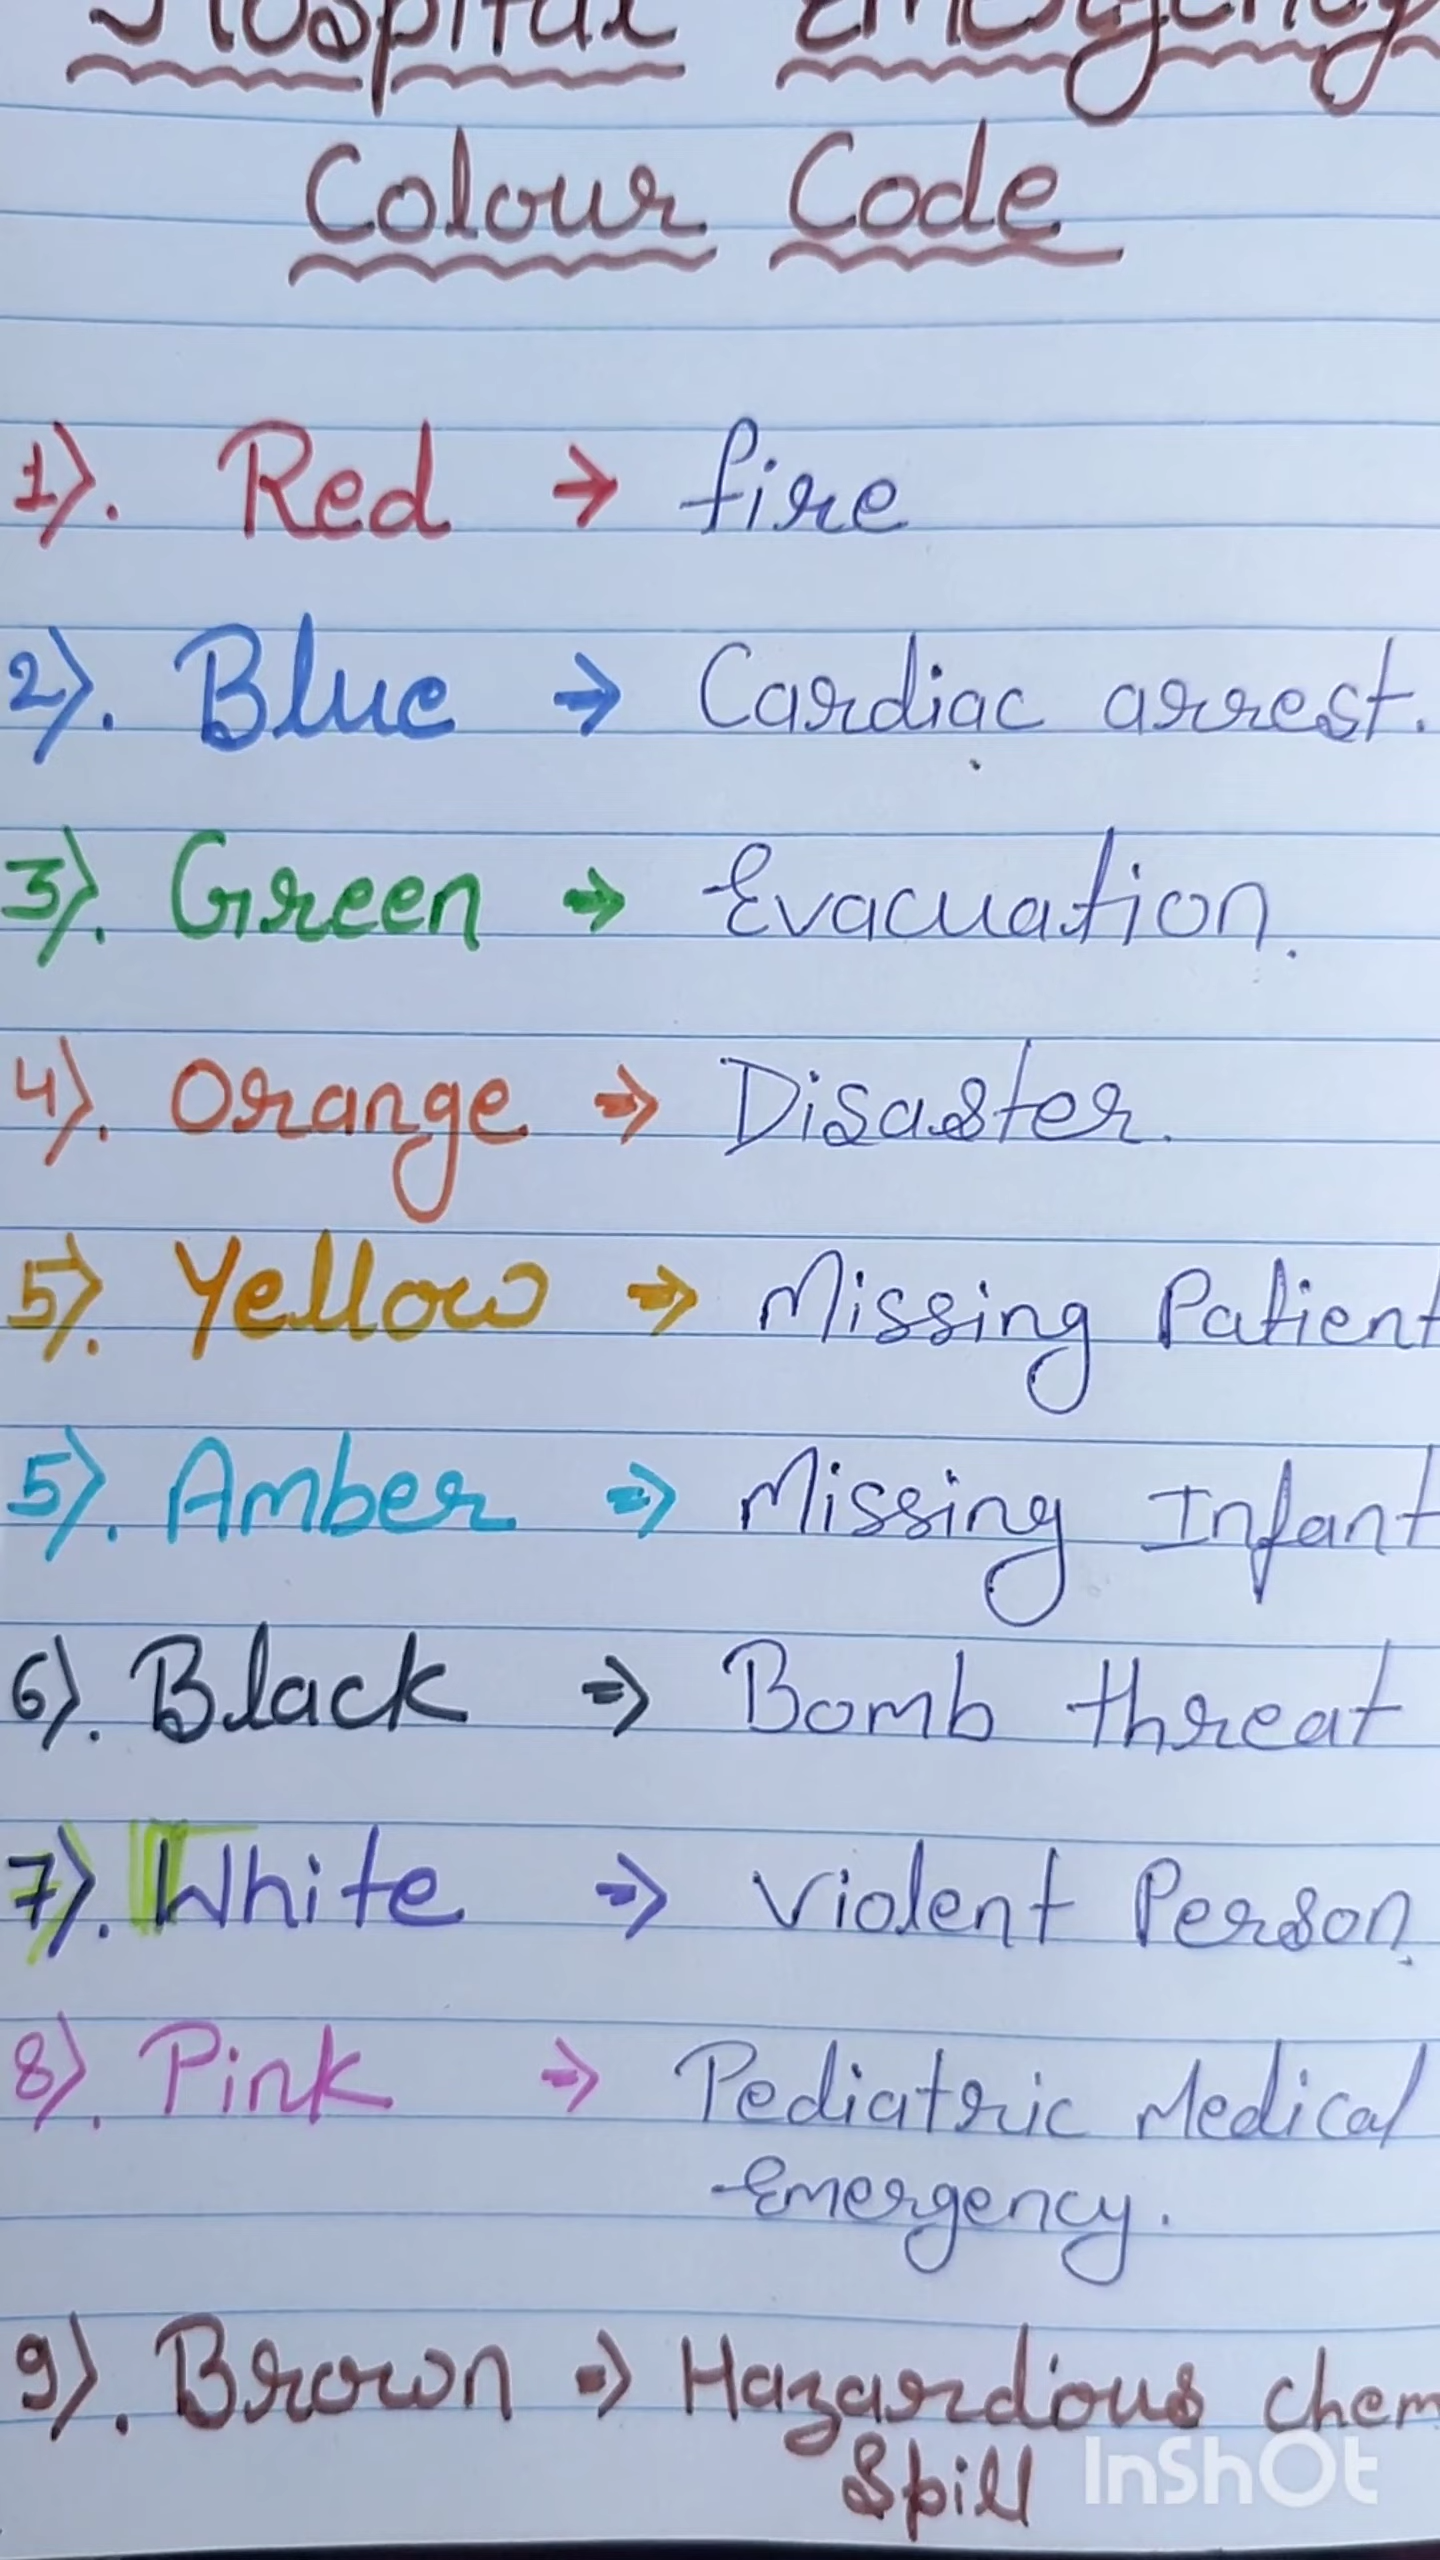 Hospital Emergency
Colour Code
1). Red → fire
2). Blue → Cardiac arrest.
3). Green → Evacuation.
4). Orange → Disaster.
5). Yellow → Missing Patient
5). Amber → Missing Infant
6). Black → Bomb threat
7). White → Violent Person.
8). Pink → Pediatric Medical
Emergency.
9). Brown → Hazardious Chem
Spill
InShOt